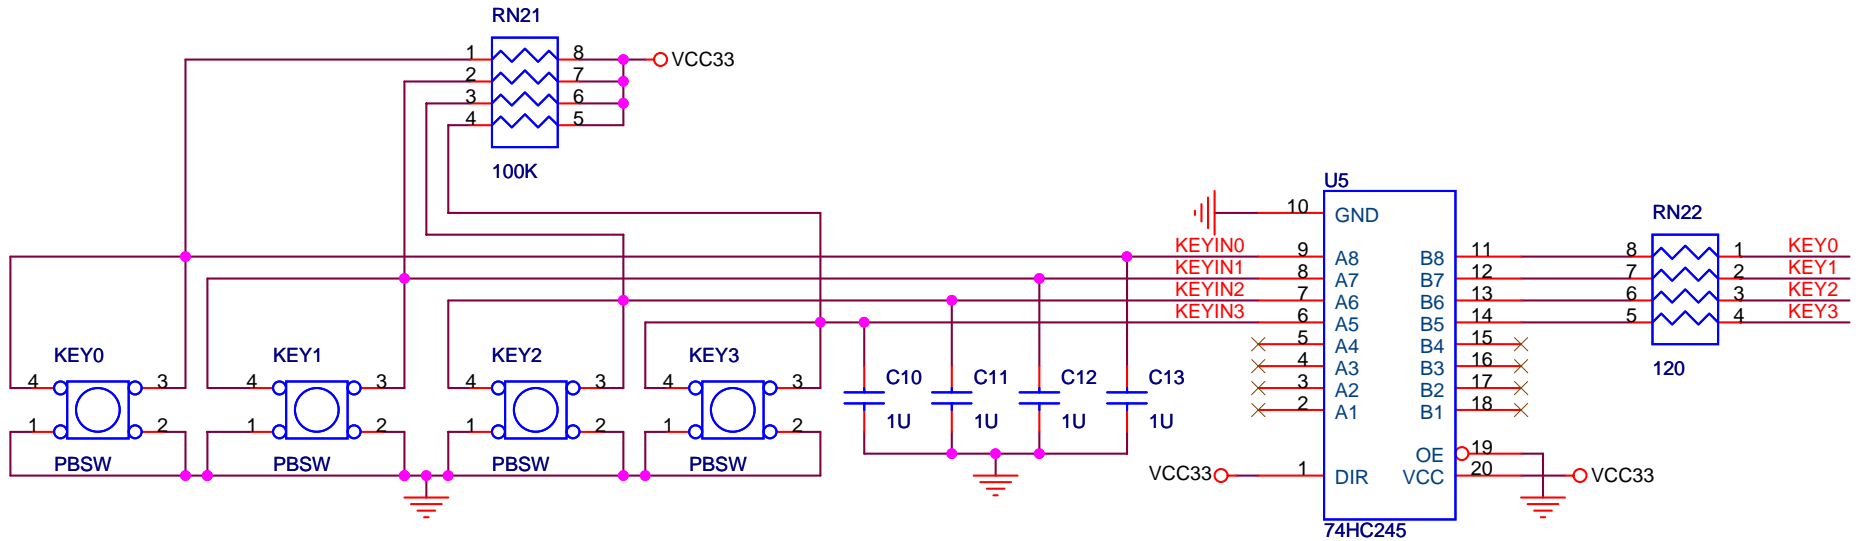 RN21
1 8 VCC33
2 7
3 6
4 5
100K
U5
10 GND
RN22
KEYIN0 9 A8 B8 11 8 1 KEY0
KEYIN1 8 A7 B7 12 7 2 KEY1
KEYIN2 7 A6 B6 13 6 3 KEY2
KEYIN3 6 A5 B5 14 5 4 KEY3
5 A4 B4 15
KEY0 KEY1 KEY2 KEY3
4 A3 B3 16 120
4 3 4 3 4 3 4 3 C10 C11 C12 C13 3 A2 B2 17
2 A1 B1 18
1 2 1 2 1 2 1 2 1U 1U 1U 1U
OE 19
PBSW PBSW PBSW PBSW
VCC33 1 DIR VCC 20 VCC33
74HC245